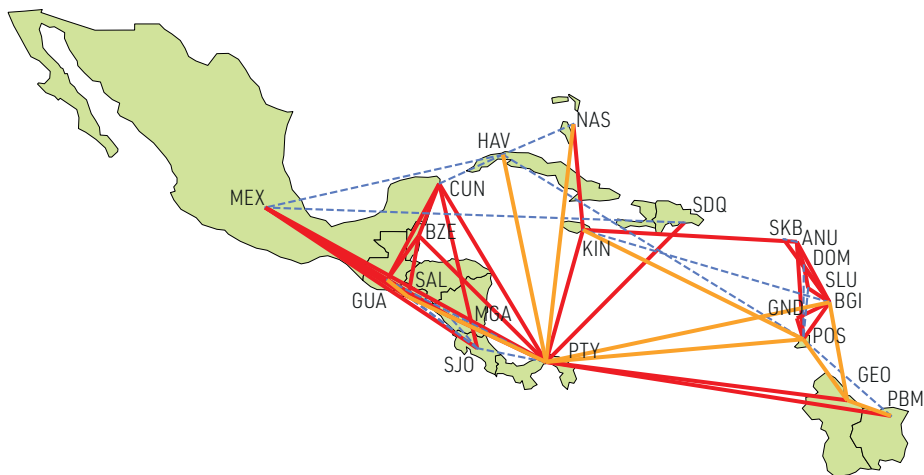 NAS
HAV
CUN
MEX
SDQ
SKB
ANU
BZE
KIN
DOM
SAL
SLU
GUA
BGI
MGA
GND
POS
PTY
SJO
GEO
PBM